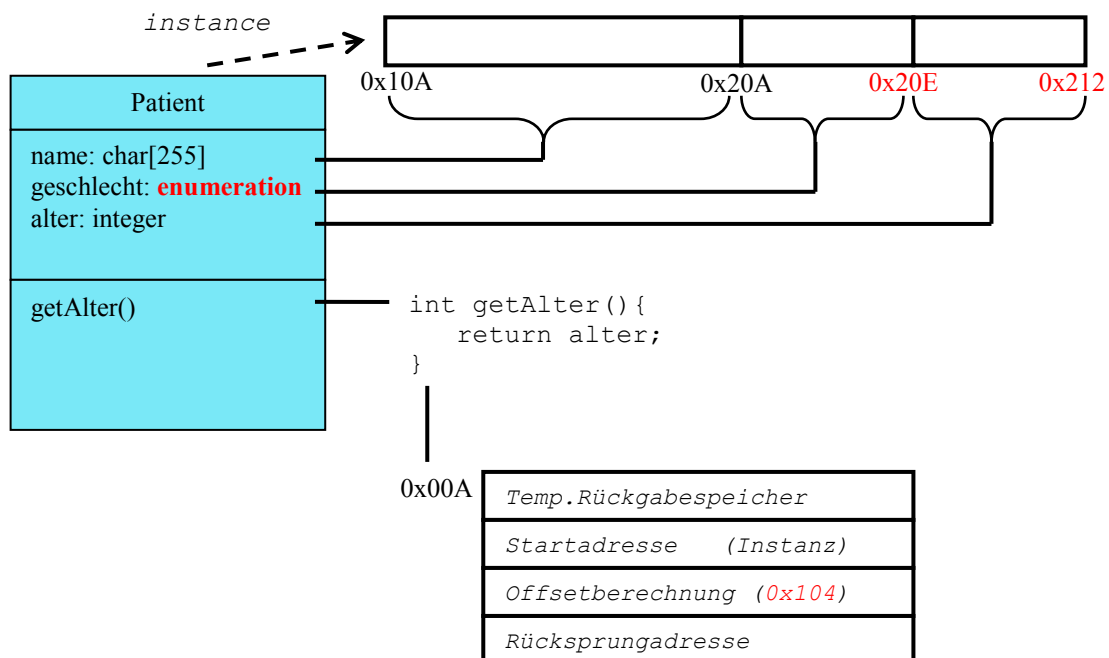 instance
0x10A
0x20A
0x20E
0x212
Patient
name: char[255]
geschlecht: enumeration
alter: integer
getAlter()
int getAlter(){
return alter;
}
0x00A
Temp.Rückgabespeicher
Startadresse (Instanz)
Offsetberechnung (0x104)
Rücksprungadresse